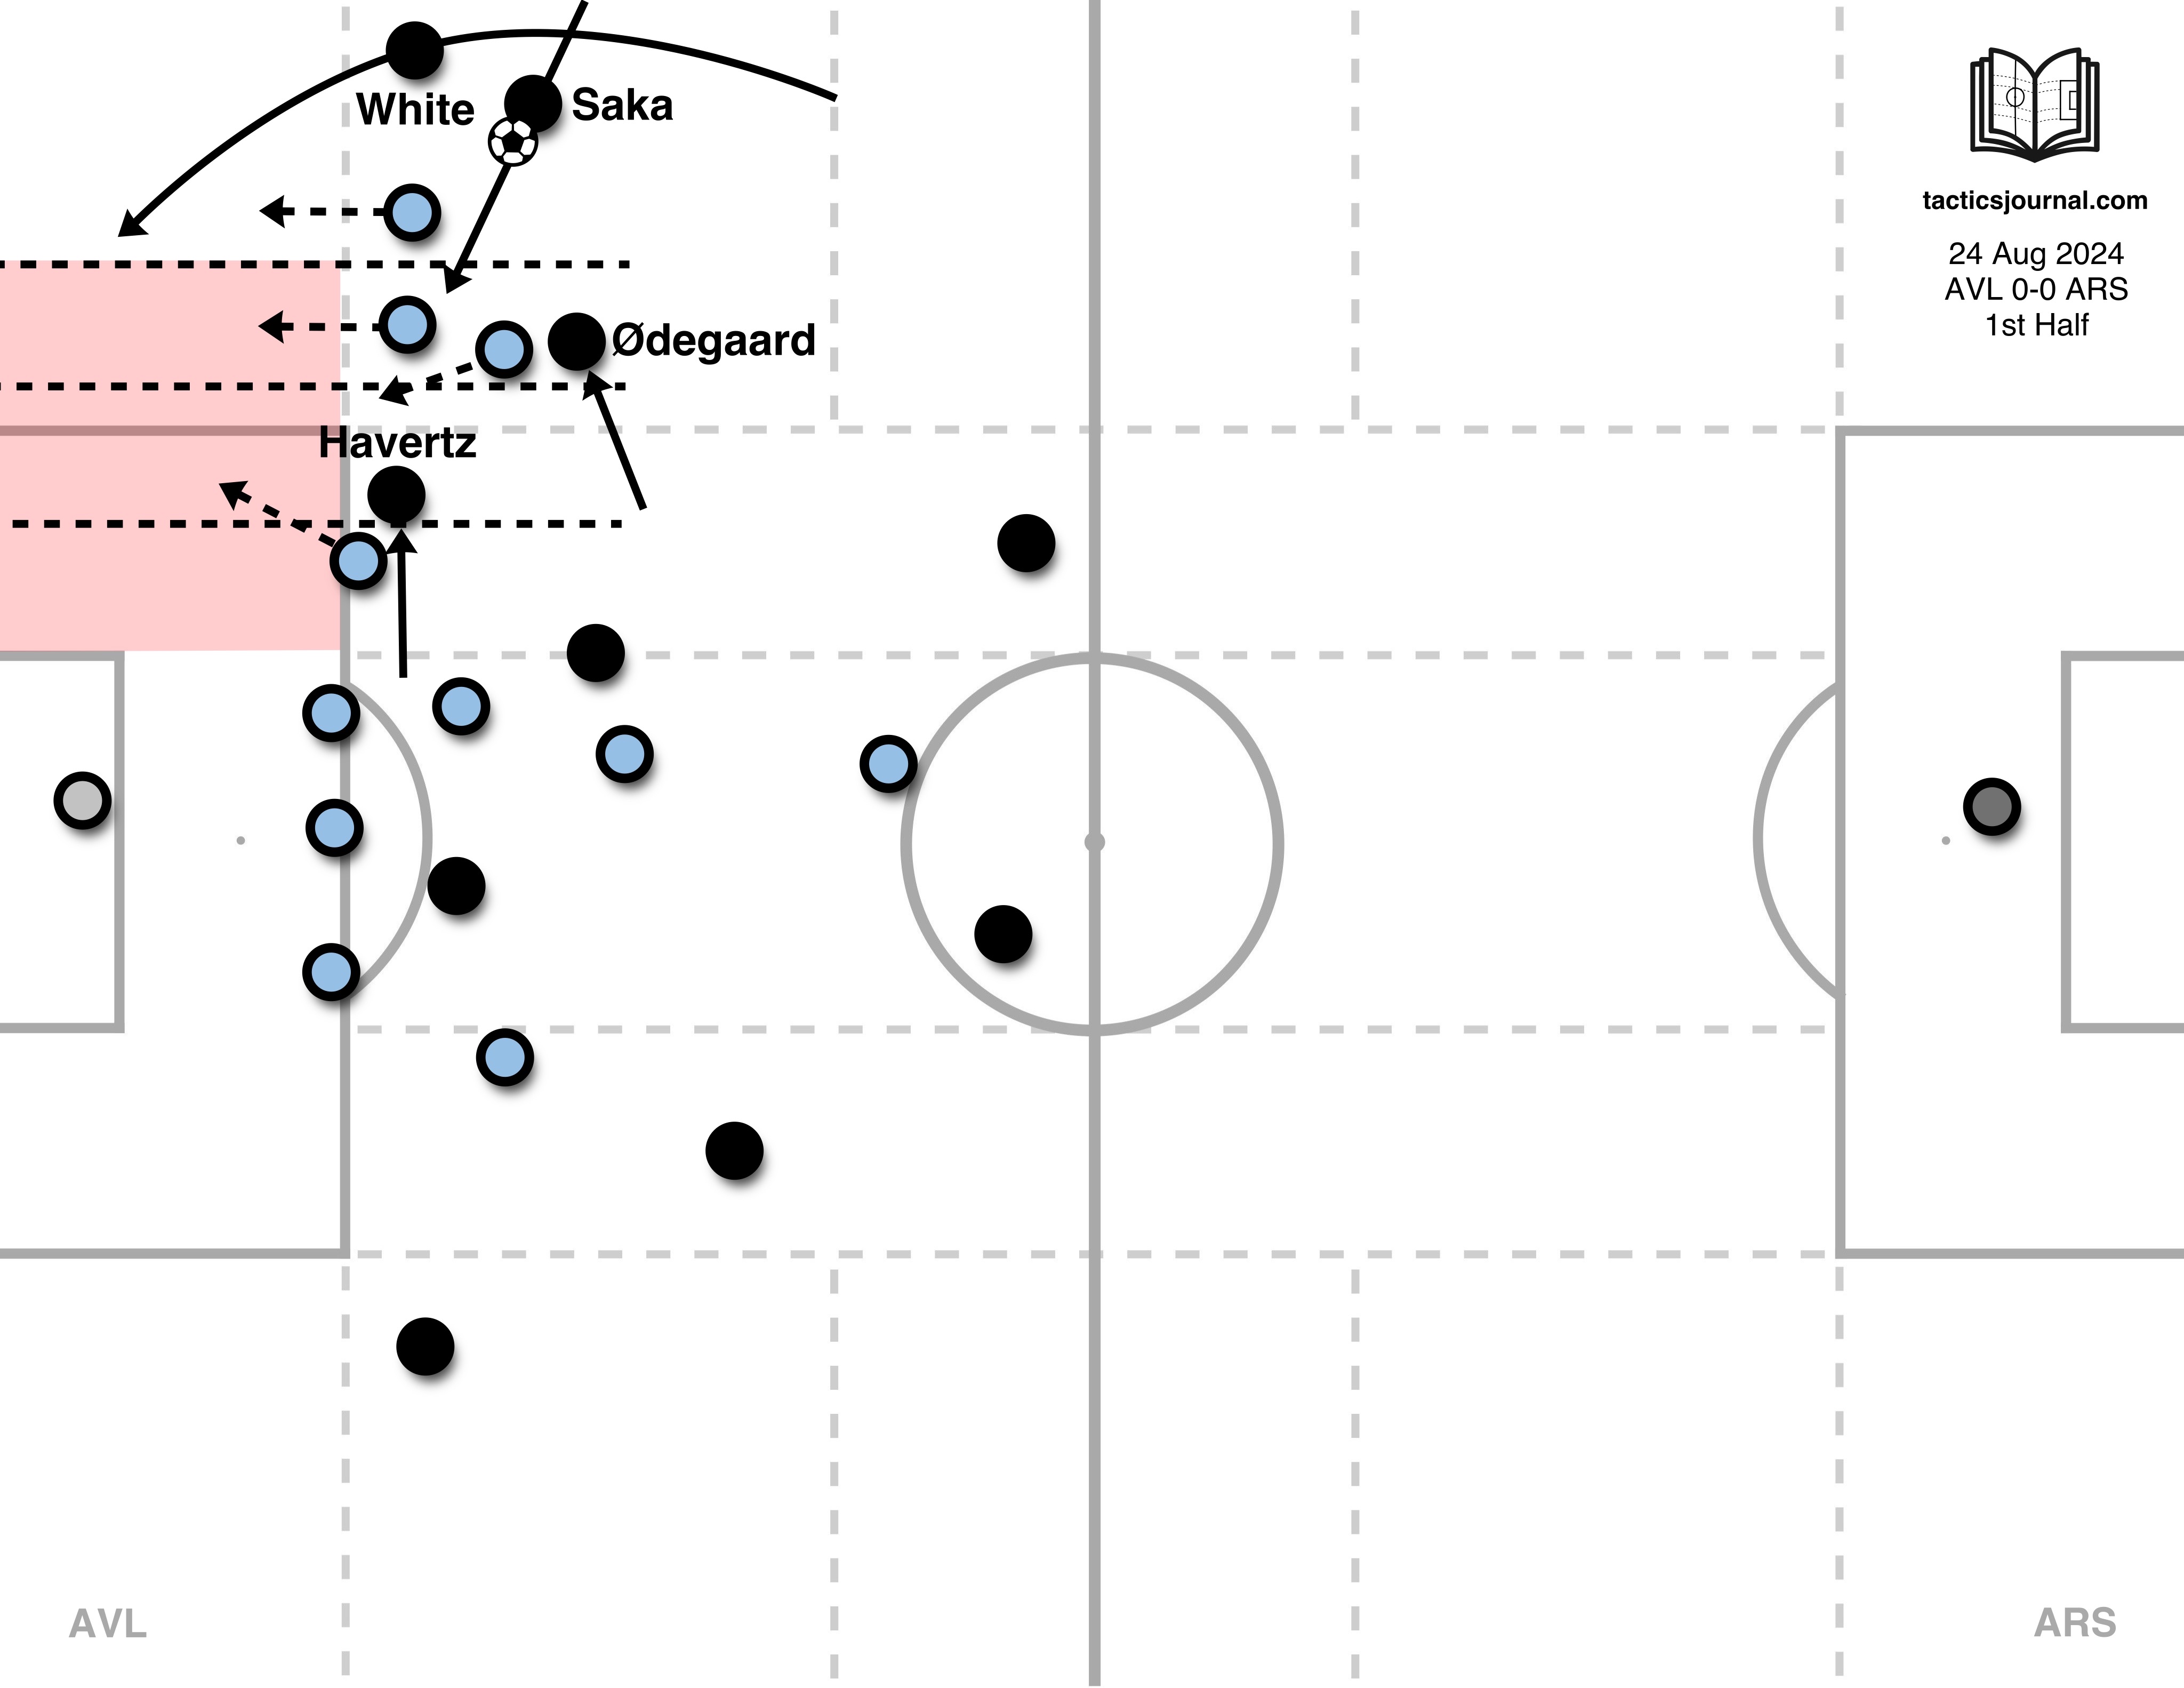 White
Saka
Ødegaard
Havertz
tacticsjournal.com
24 Aug 2024
AVL 0-0 ARS
1st Half
AVL
ARS